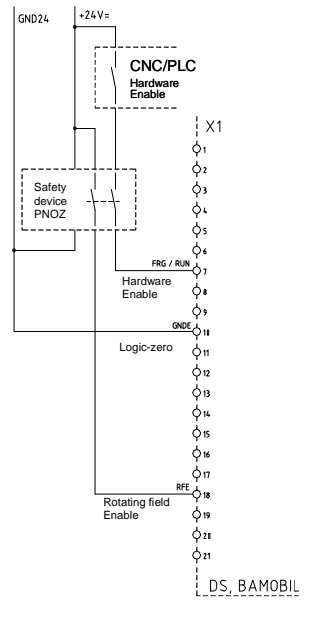 GND24
+24V=
CNC/PLC
Hardware
Enable
X1
1
2
3
4
5
6
7
8
9
10
11
12
13
14
15
16
17
18
19
20
21
Safety
device
PNOZ
FRG / RUN
Hardware
Enable
GNDE
Logic-zero
RFE
Rotating field
Enable
DS, BAMOBIL